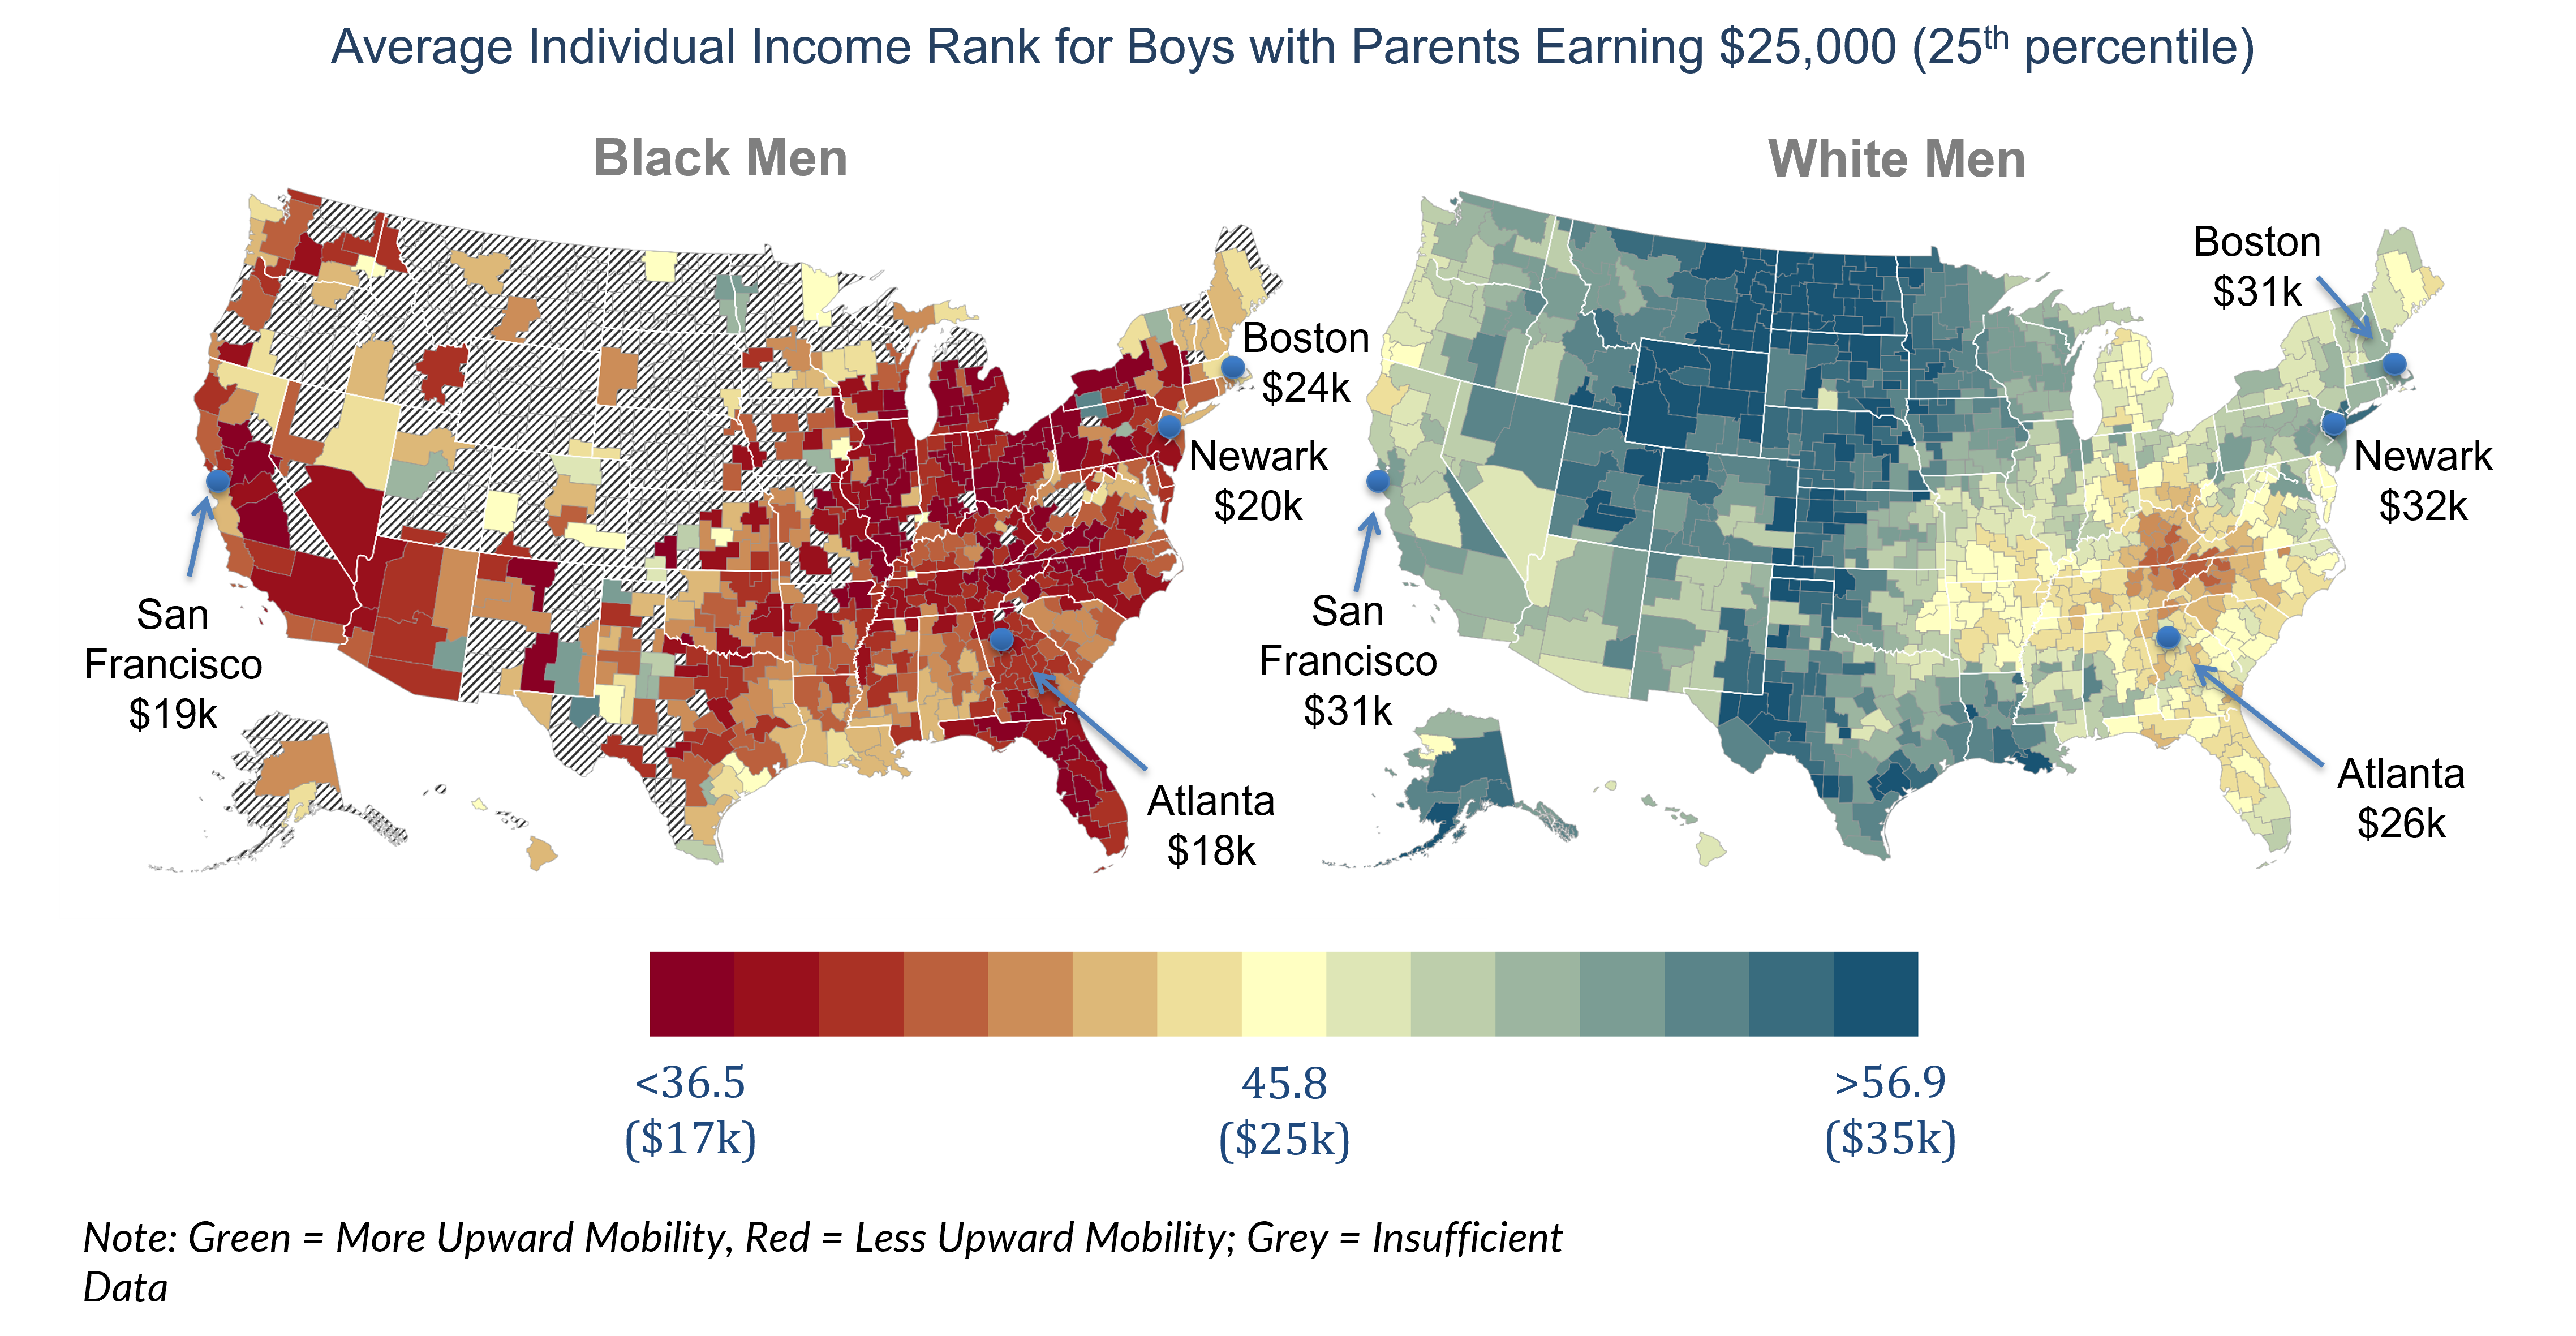 Average Individual Income Rank for Boys with Parents Earning $25,000 (25th percentile)
Black Men
White Men
Boston
$24k
Newark
$20k
San
Francisco
$19k
Atlanta
$18k
Boston
$31k
Newark
$32k
San
Francisco
$31k
Atlanta
$26k
<36.5
($17k)
45.8
($25k)
>56.9
($35k)
Note: Green = More Upward Mobility, Red = Less Upward Mobility; Grey = Insufficient
Data